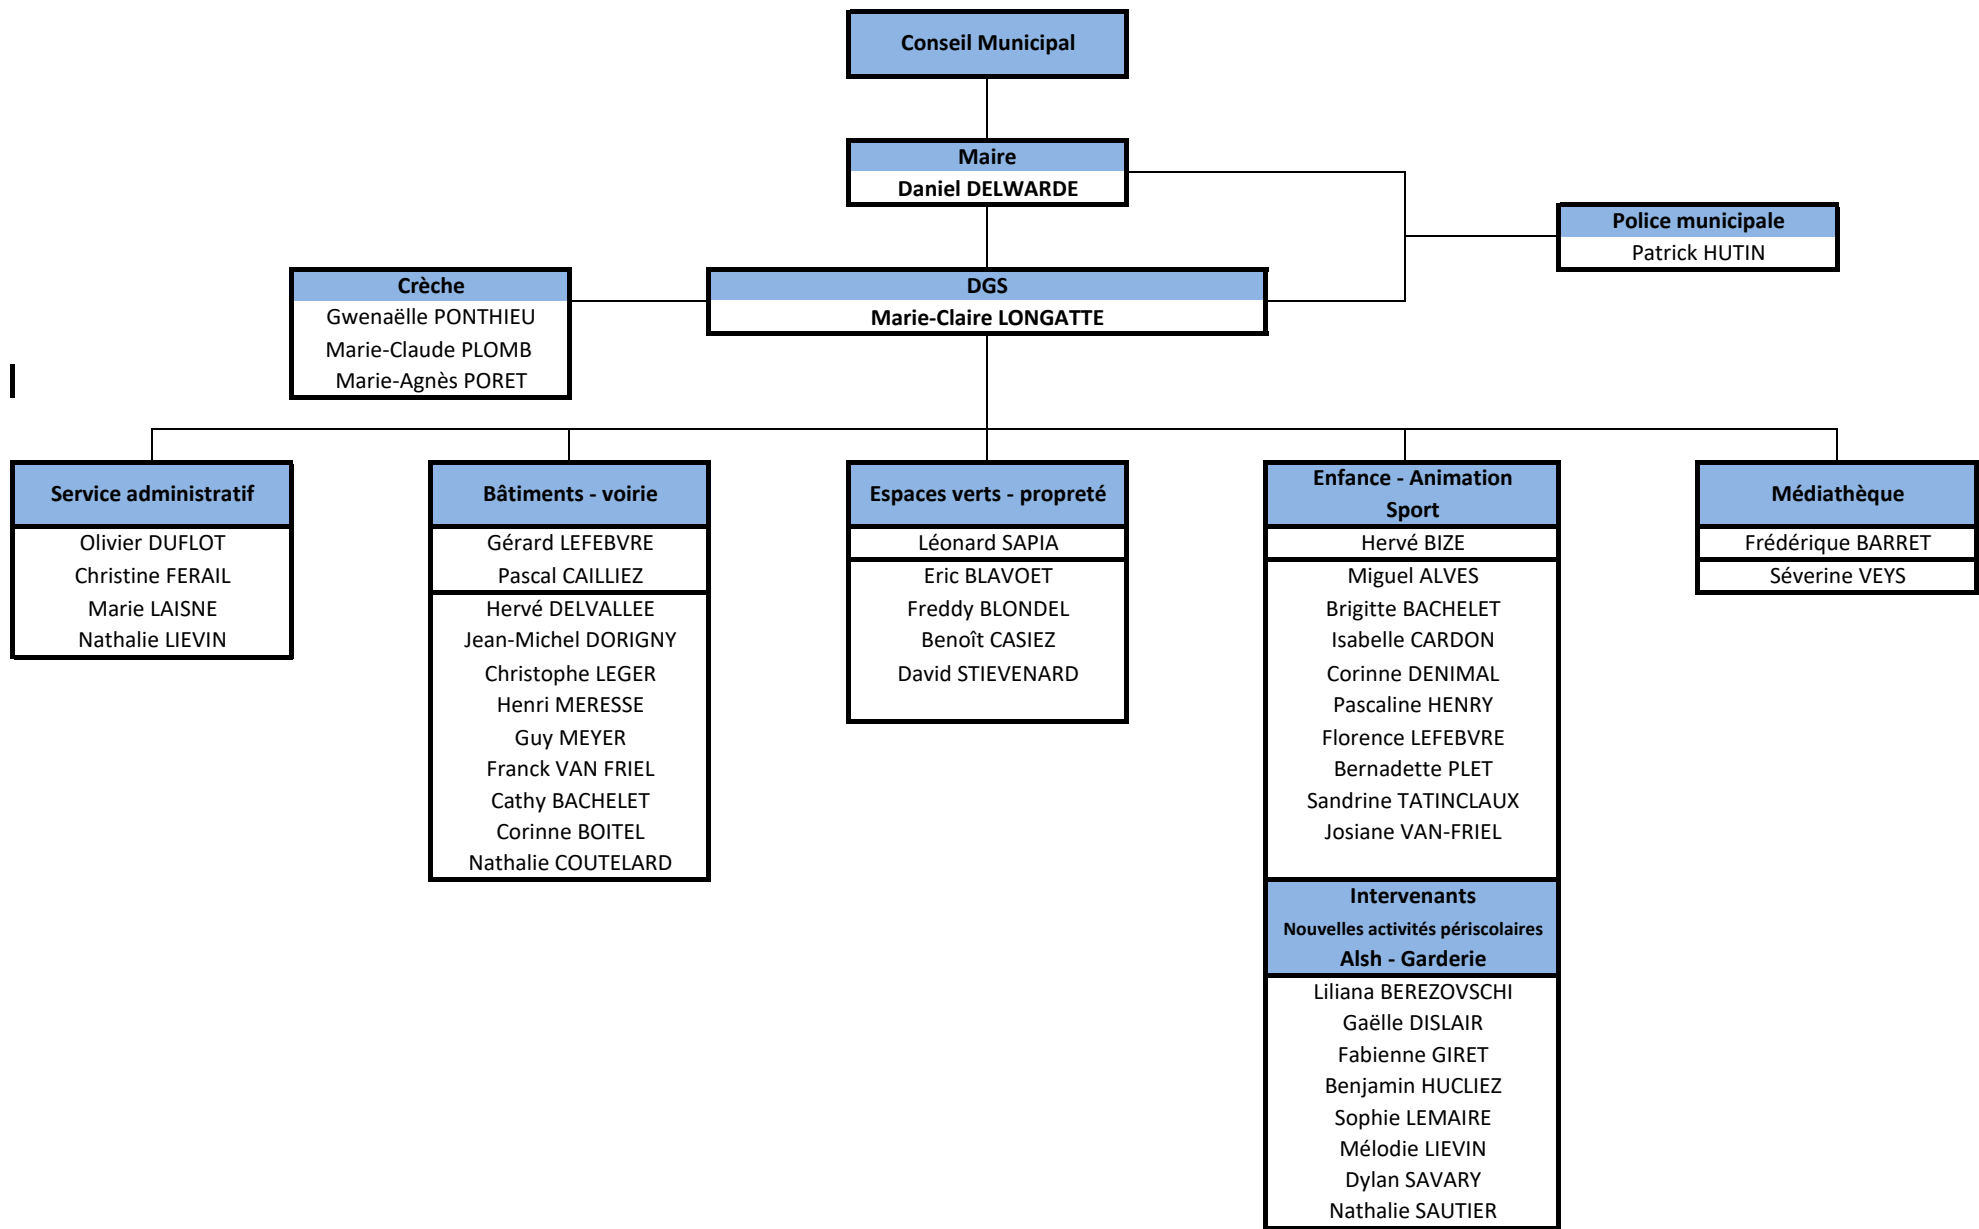 Conseil Municipal
Maire
Daniel DELWARDE
Police municipale
Patrick HUTIN
Crèche
Gwenaëlle PONTHIEU
Marie-Claude PLOMB
Marie-Agnès PORET
DGS
Marie-Claire LONGATTE
Service administratif
Olivier DUFLOT
Christine FERAIL
Marie LAISNE
Nathalie LIEVIN
Bâtiments - voirie
Gérard LEFEBVRE
Pascal CAILLIEZ
Hervé DELVALLEE
Jean-Michel DORIGNY
Christophe LEGER
Henri MERESSE
Guy MEYER
Franck VAN FRIEL
Cathy BACHELET
Corinne BOITEL
Nathalie COUTELARD
Espaces verts - propreté
Léonard SAPIA
Eric BLAVOET
Freddy BLONDEL
Benoît CASIEZ
David STIEVENARD
Enfance - Animation
Sport
Hervé BIZE
Miguel ALVES
Brigitte BACHELET
Isabelle CARDON
Corinne DENIMAL
Pascaline HENRY
Florence LEFEBVRE
Bernadette PLET
Sandrine TATINCLAUX
Josiane VAN-FRIEL
Intervenants
Nouvelles activités périscolaires
Alsh - Garderie
Liliana BEREZOVSCHI
Gaëlle DISLAIR
Fabienne GIRET
Benjamin HUCLIEZ
Sophie LEMAIRE
Mélodie LIEVIN
Dylan SAVARY
Nathalie SAUTIER
Médiathèque
Frédérique BARRET
Séverine VEYS